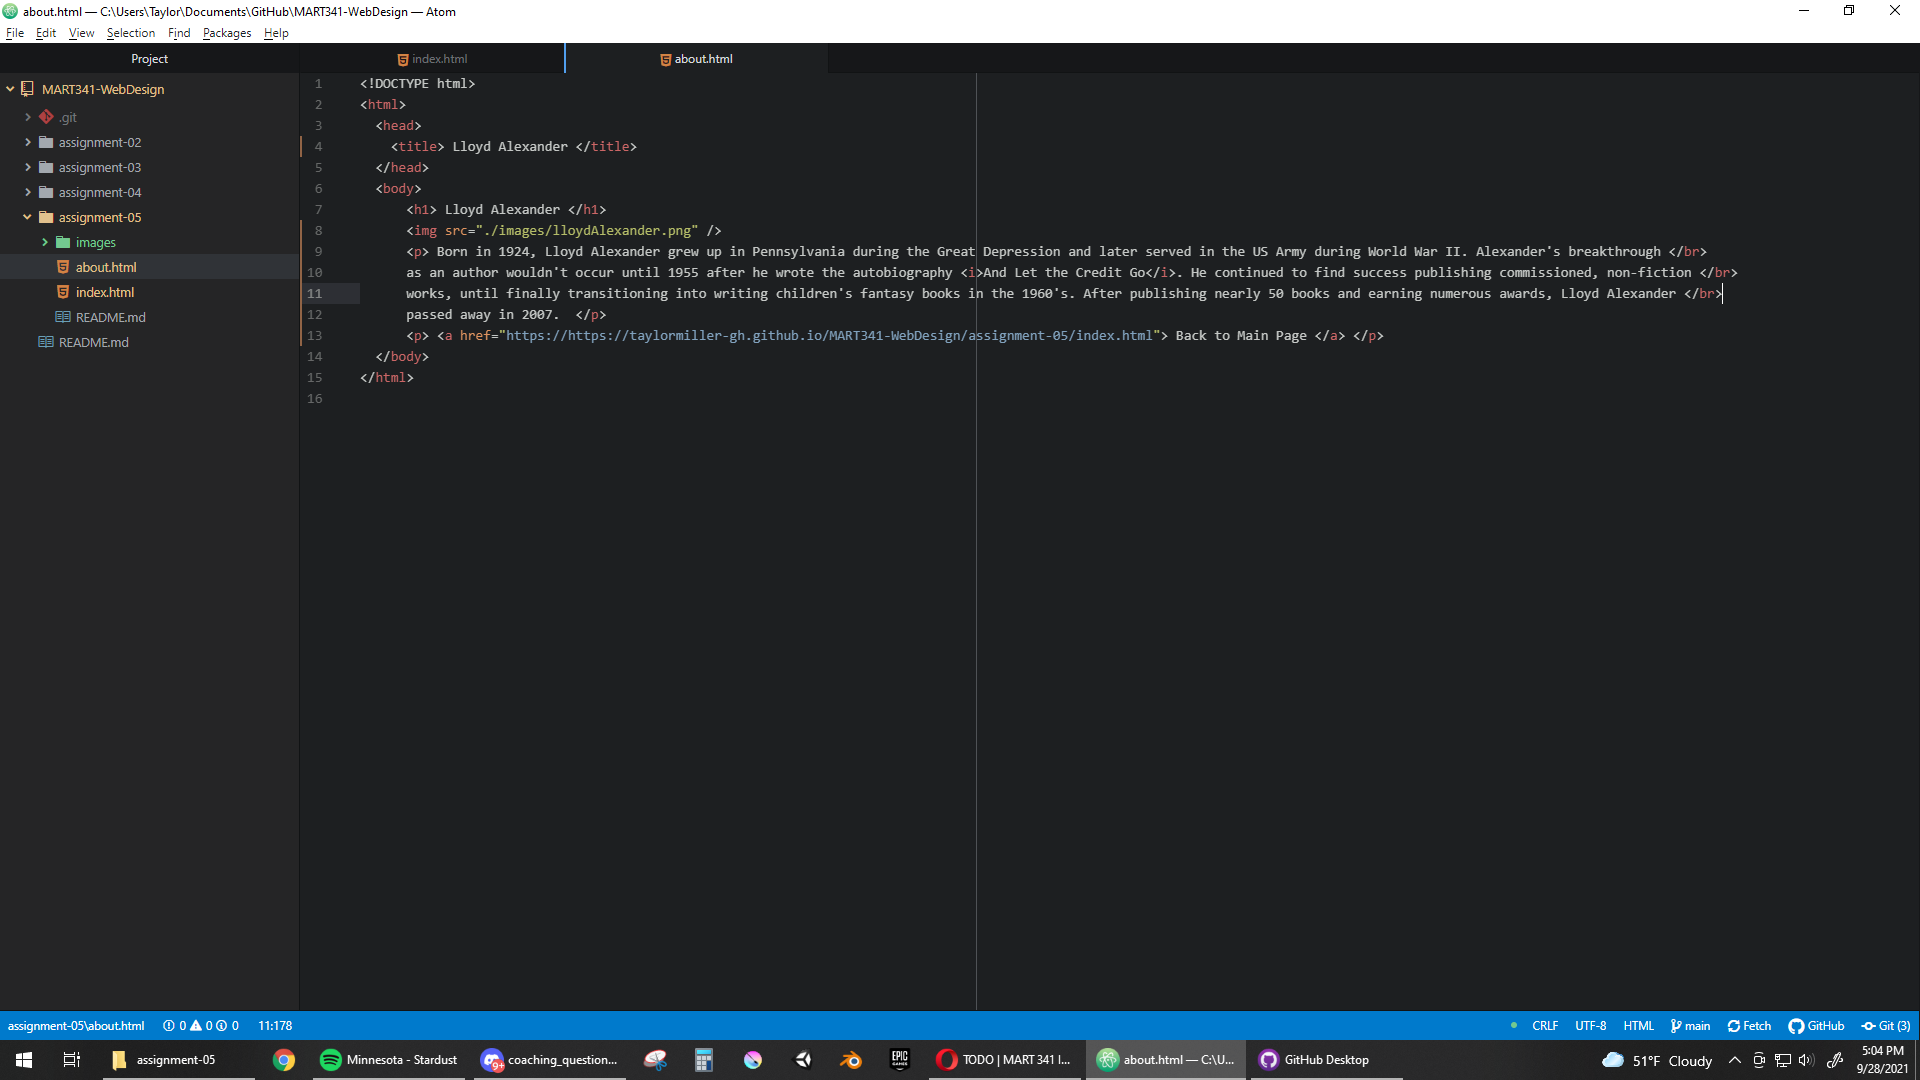 about.html — C:\Users\Taylor\Documents\GitHub\MART341-WebDesign — Atom
File Edit View Selection Find Packages Help
Project
index.html
about.html
MART341-WebDesign
.git
assignment-02
assignment-03
assignment-04
assignment-05
images
about.html
index.html
README.md
README.md
1 <!DOCTYPE html>
2 <html>
3 <head>
4 <title> Lloyd Alexander </title>
5 </head>
6 <body>
7 <h1> Lloyd Alexander </h1>
8 <img src="./images/lloydAlexander.png" />
9 <p> Born in 1924, Lloyd Alexander grew up in Pennsylvania during the Great Depression and later served in the US Army during World War II. Alexander's breakthrough </br>
10 as an author wouldn't occur until 1955 after he wrote the autobiography <i>And Let the Credit Go</i>. He continued to find success publishing commissioned, non-fiction </br>
11 works, until finally transitioning into writing children's fantasy books in the 1960's. After publishing nearly 50 books and earning numerous awards, Lloyd Alexander </br>
12 passed away in 2007. </p>
13 <p> <a href="https://https://taylormiller-gh.github.io/MART341-WebDesign/assignment-05/index.html"> Back to Main Page </a> </p>
14 </body>
15 </html>
16
assignment-05\about.html 0 0 0 11:178 CRLF UTF-8 HTML main Fetch GitHub Git (3)
assignment-05 Minnesota - Stardust 9+ coaching_question... EPIC GAMES TODO | MART 341 I... about.html — C:\U... GitHub Desktop 51°F Cloudy 5:04 PM
9/28/2021